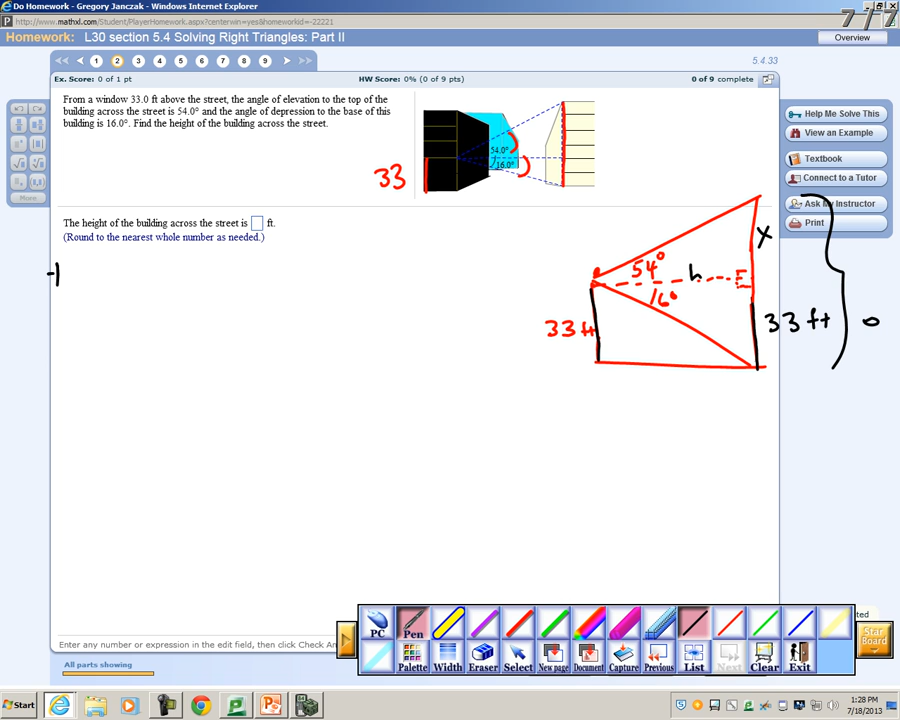 Do Homework - Gregory Janczak - Windows Internet Explorer
http://www.mathxl.com/Student/PlayerHomework.aspx?centerwin=yes&homeworkid=-22221
7/7
Homework: L30 section 5.4 Solving Right Triangles: Part II
Overview
1 2 3 4 5 6 7 8 9
5.4.33
Ex. Score: 0 of 1 pt
HW Score: 0% (0 of 9 pts)
0 of 9 complete
From a window 33.0 ft above the street, the angle of elevation to the top of the
building across the street is 54.0° and the angle of depression to the base of this
building is 16.0°. Find the height of the building across the street.
54.0°
16.0°
33
Help Me Solve This
View an Example
Textbook
Connect to a Tutor
Ask My Instructor
Print
More
The height of the building across the street is ft.
(Round to the nearest whole number as needed.)
54°
h
16°
x
33 ft
33 ft
Enter any number or expression in the edit field, then click Check An
All parts showing
PC
Pen
Palette
Width
Eraser
Select
New page
Document
Capture
Previous
List
Next
Clear
Exit
Star Board
Start
1:28 PM
7/18/2013